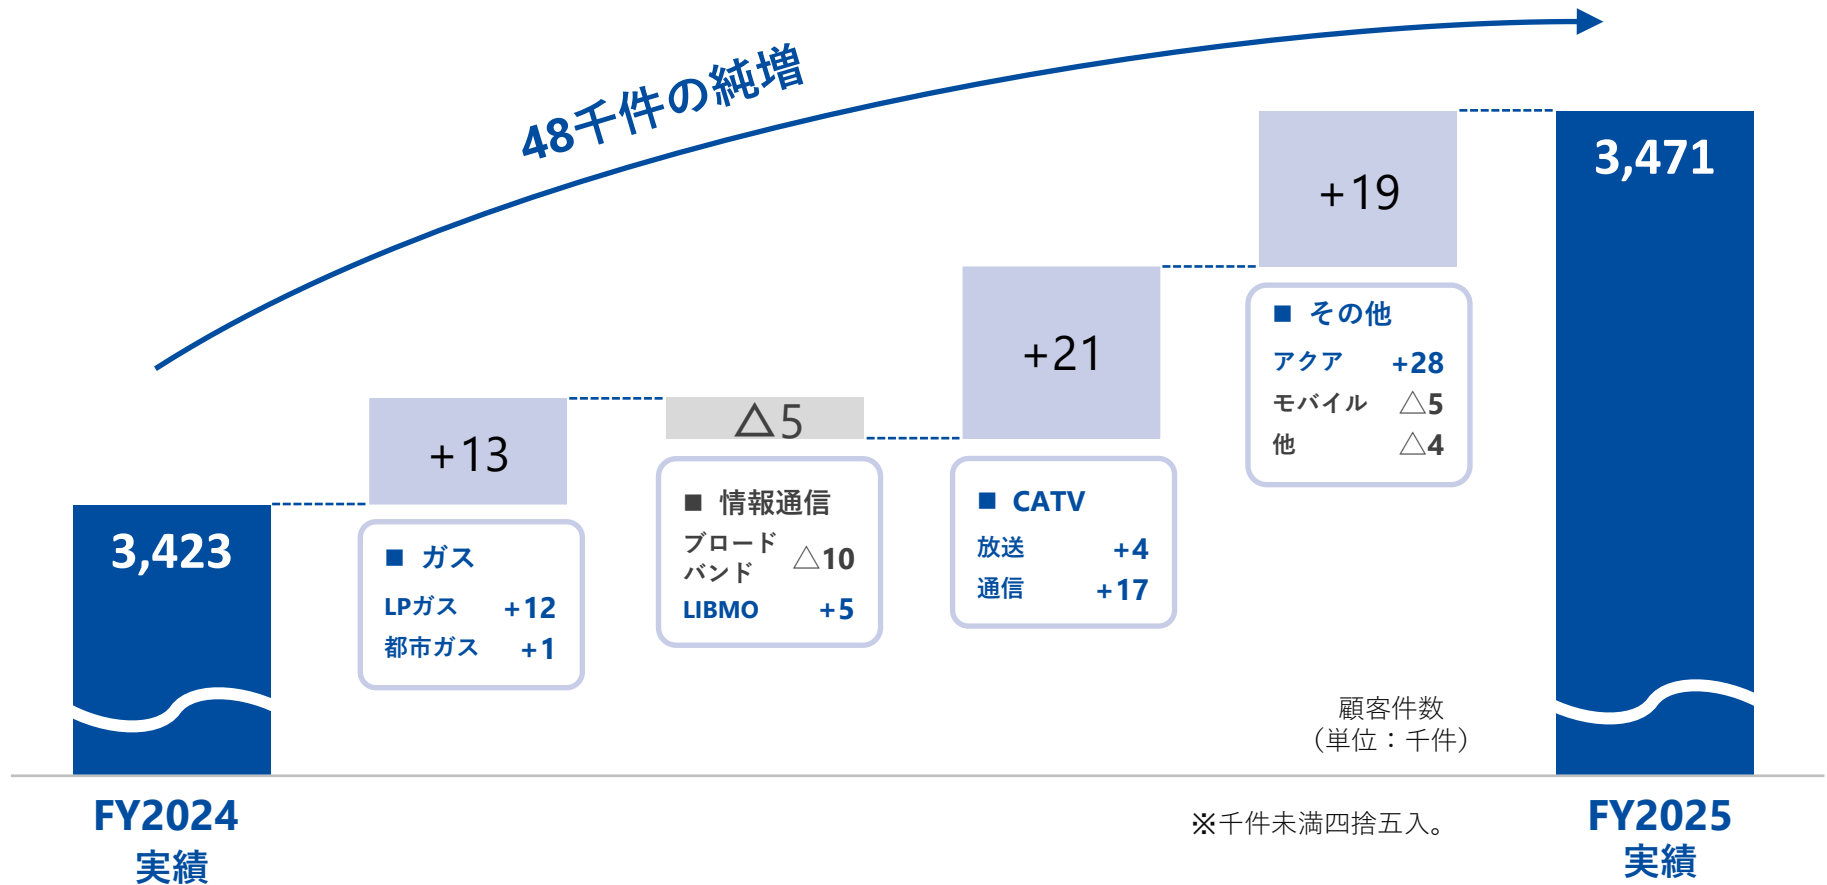 48千件の純増
3,423
+13
■ ガス
LPガス +12
都市ガス +1
△5
■ 情報通信
ブロード
バンド △10
LIBMO +5
+21
■ CATV
放送 +4
通信 +17
+19
■ その他
アクア +28
モバイル △5
他 △4
3,471
顧客件数
（単位：千件）
FY2024
実績
※千件未満四捨五入。
FY2025
実績